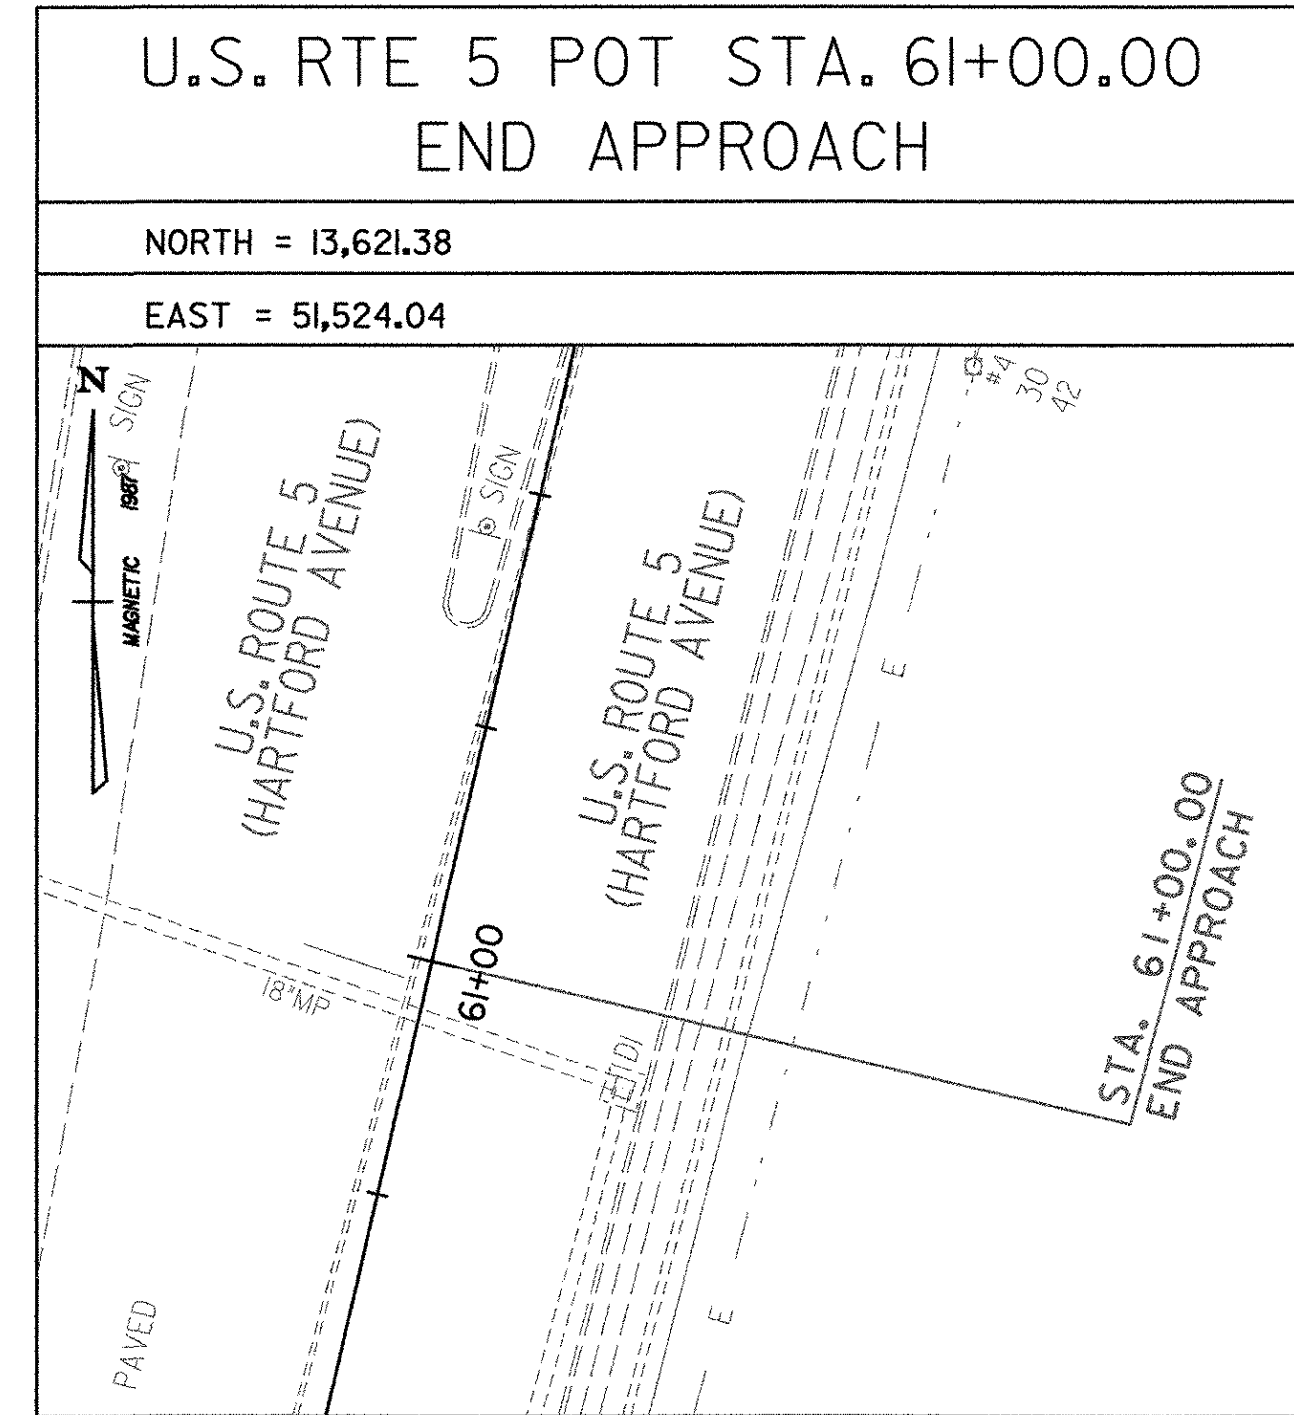 U.S. RTE 5 POT STA. 61+00.00
END APPROACH
NORTH = 13,621.38
EAST = 51,524.04
N
MAGNETIC 1987
SIGN
U.S. ROUTE 5
(HARTFORD AVENUE)
SIGN
U.S. ROUTE 5
(HARTFORD AVENUE)
#4
30
42
E
61+00
18"MP
DI
STA. 61+00.00
END APPROACH
E
PAVED